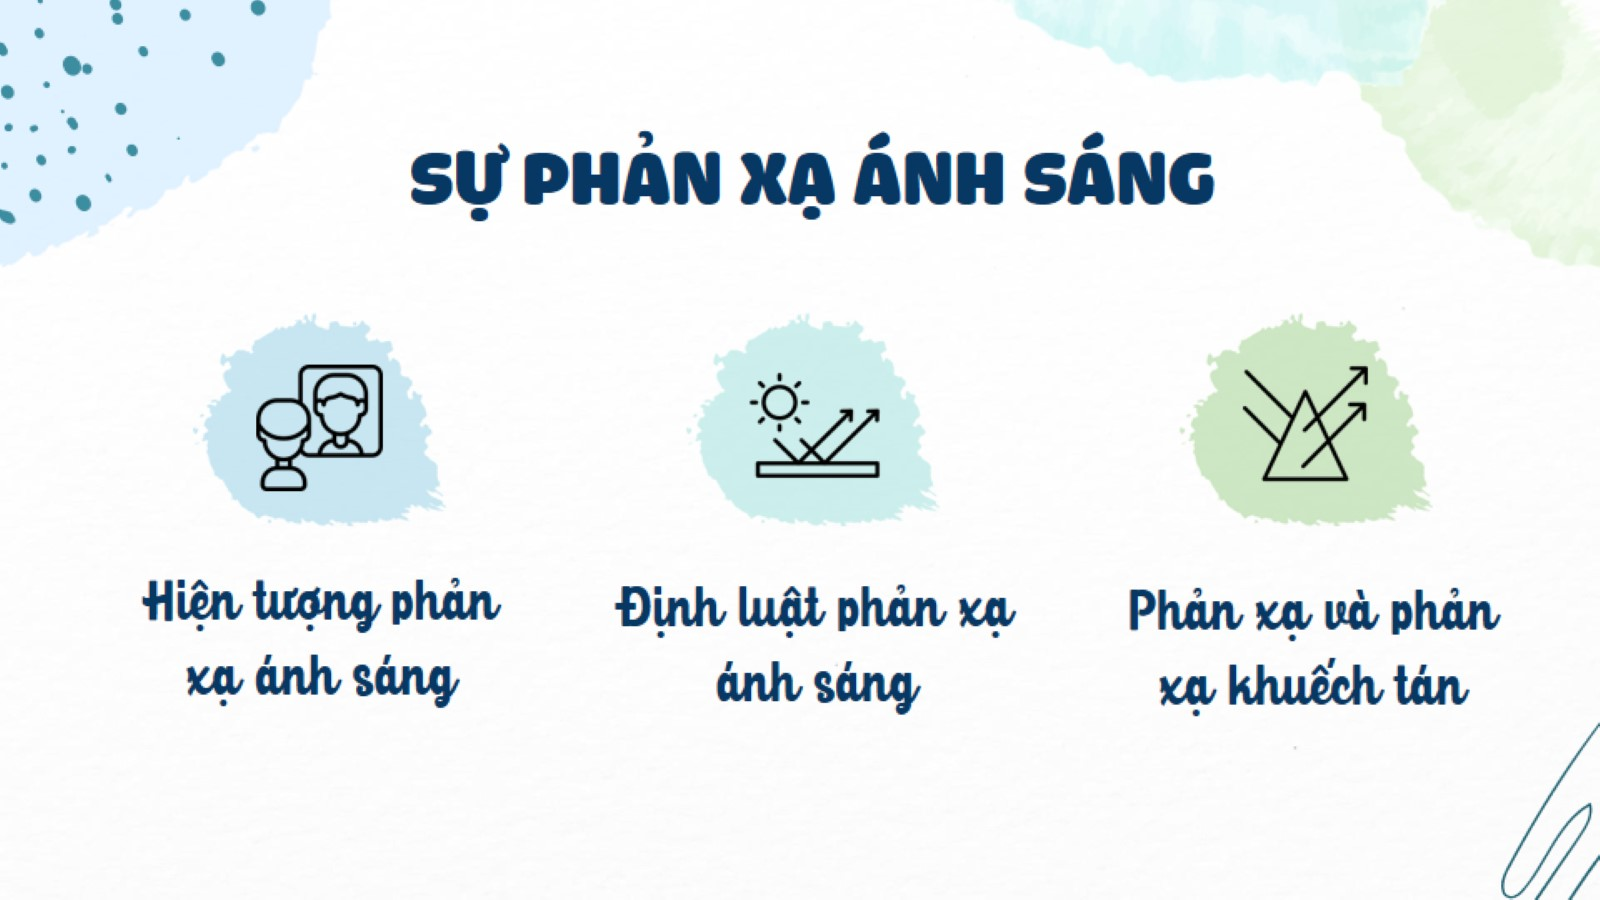 SỰ PHẢN XẠ ÁNH SÁNG
Hiện tượng phản
xạ ánh sáng
Định luật phản xạ
ánh sáng
Phản xạ và phản
xạ khuếch tán